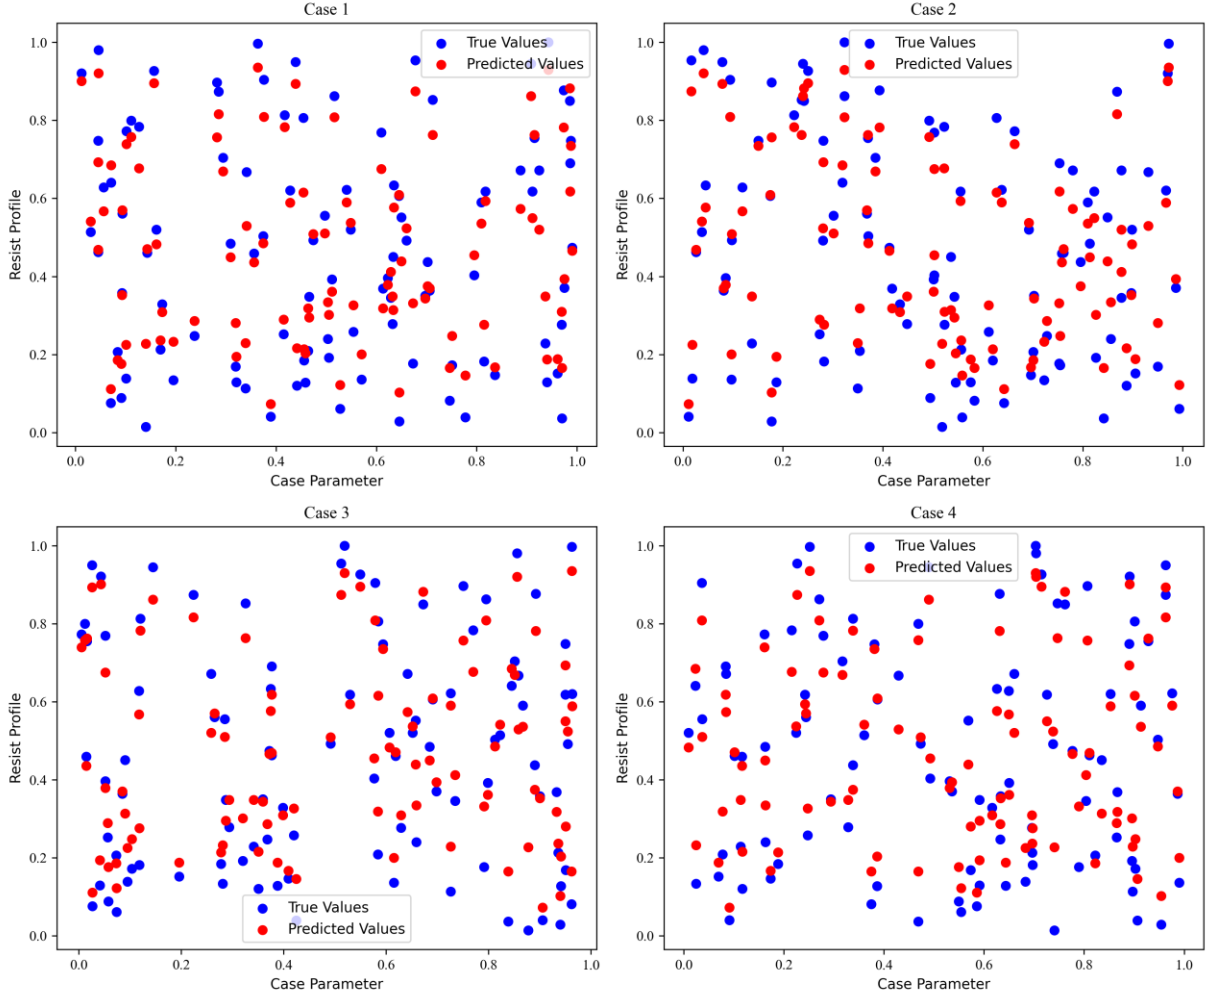 Case 1
Resist Profile
1.0
0.8
0.6
0.4
0.2
0.0
True Values
Predicted Values
0.0 0.2 0.4 0.6 0.8 1.0
Case Parameter
Case 2
Resist Profile
1.0
0.8
0.6
0.4
0.2
0.0
True Values
Predicted Values
0.0 0.2 0.4 0.6 0.8 1.0
Case Parameter
Case 3
Resist Profile
1.0
0.8
0.6
0.4
0.2
0.0
True Values
Predicted Values
0.0 0.2 0.4 0.6 0.8 1.0
Case Parameter
Case 4
Resist Profile
1.0
0.8
0.6
0.4
0.2
0.0
True Values
Predicted Values
0.0 0.2 0.4 0.6 0.8 1.0
Case Parameter